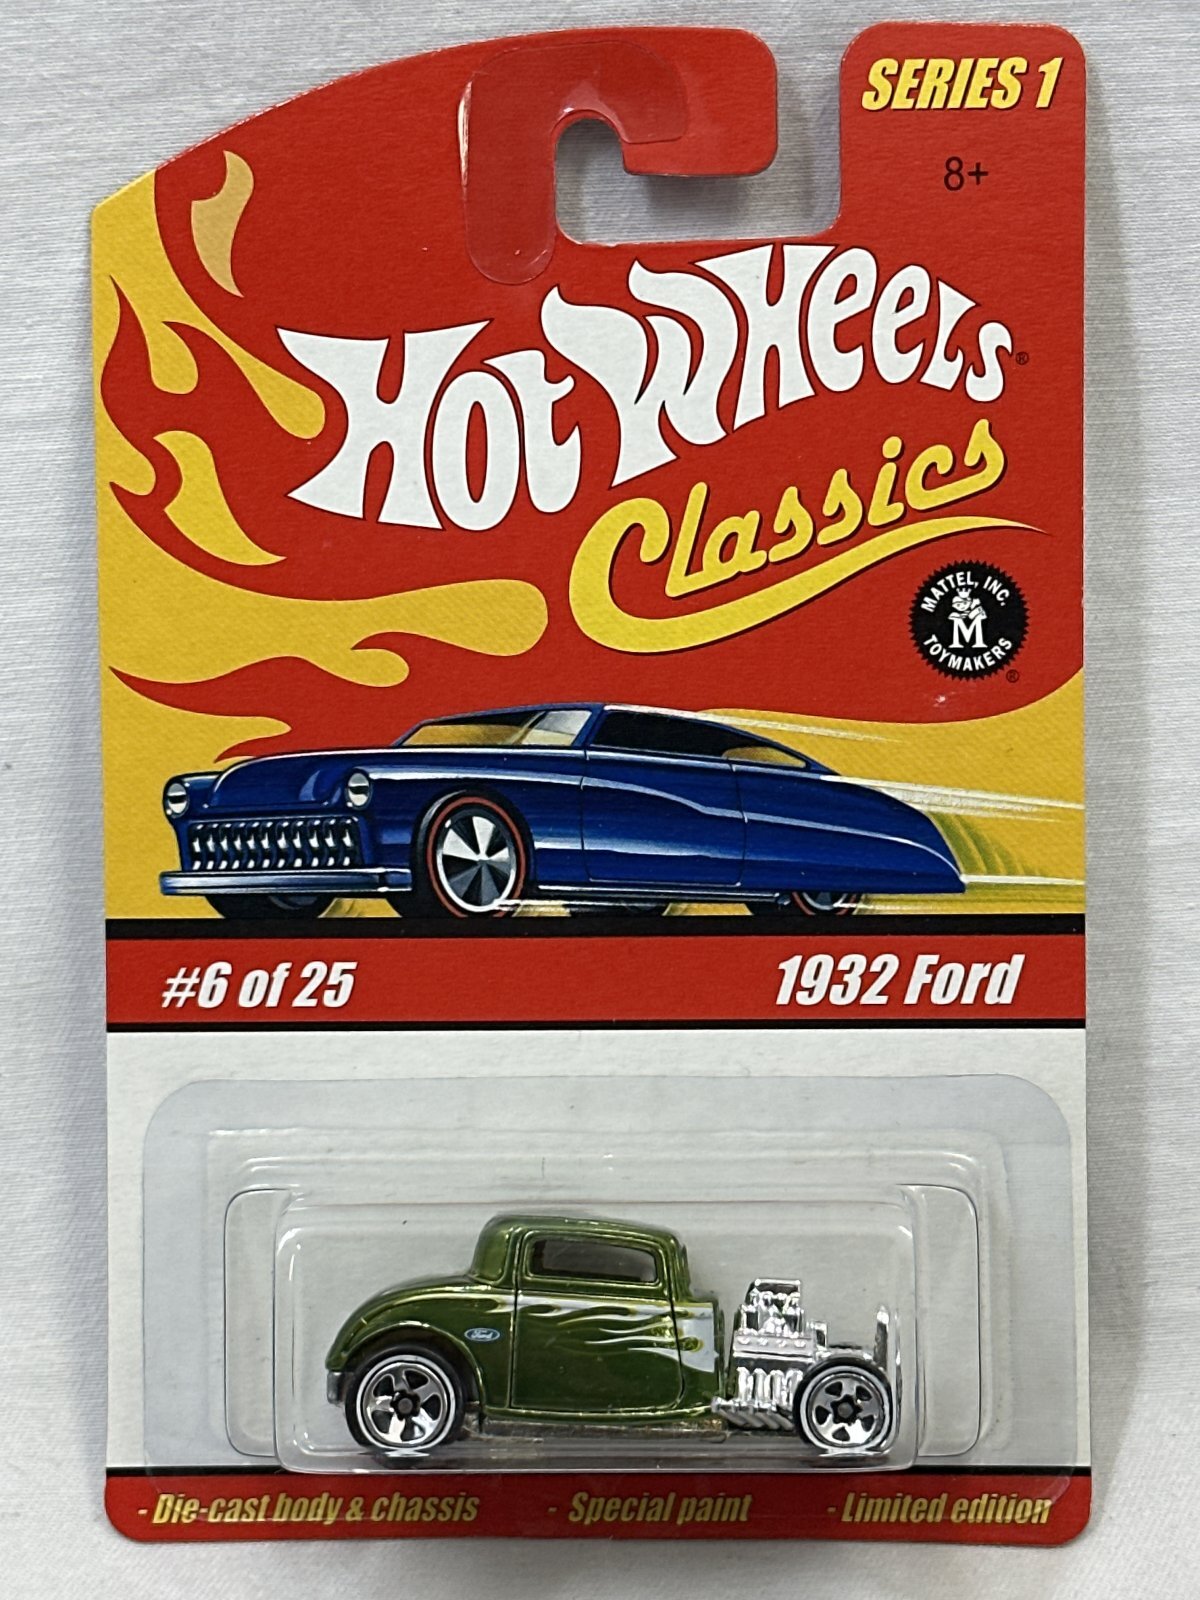 SERIES 1
8+
HOT WHEELS®
Classics
MATTEL, INC.
M
TOYMAKERS
®
#6 of 25
1932 Ford
Ford
- Die-cast body & chassis - Special paint - Limited edition